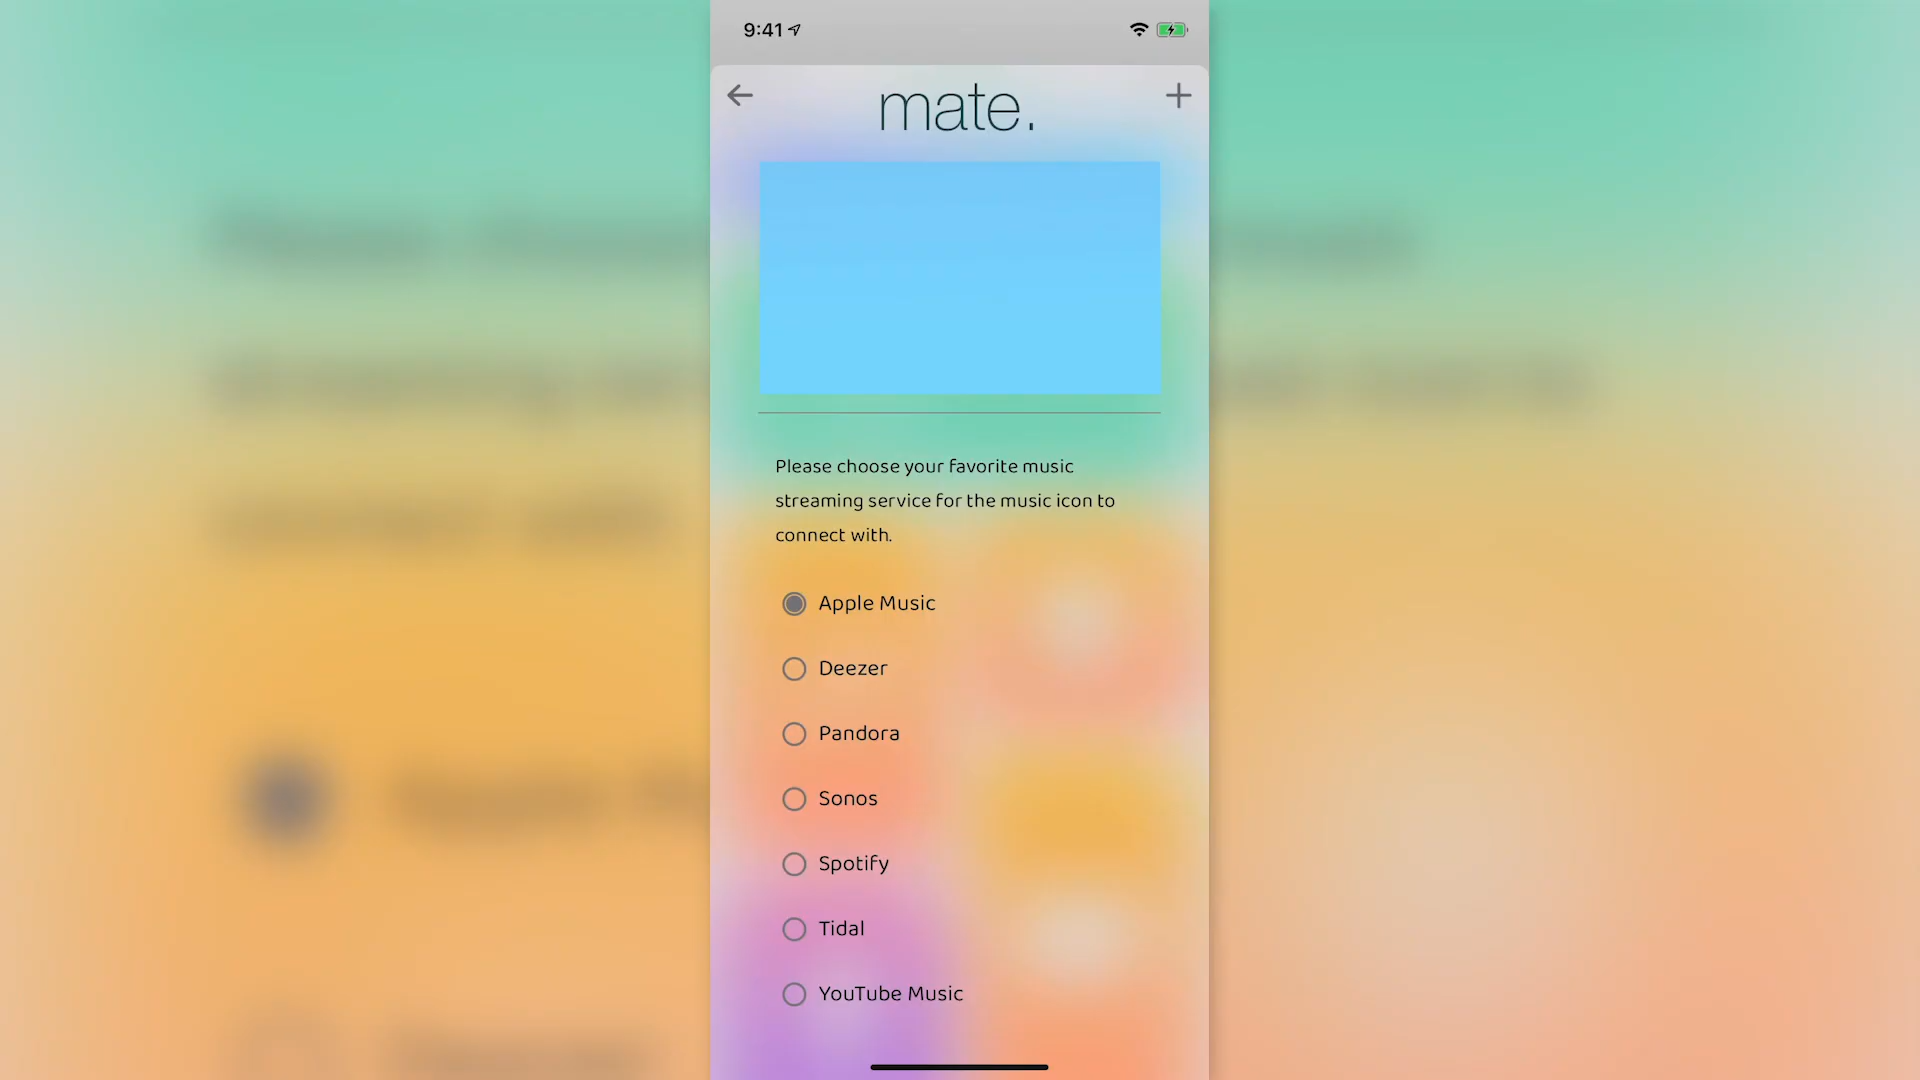 9:41
mate.
Please choose your favorite music
streaming service for the music icon to
connect with.
Apple Music
Deezer
Pandora
Sonos
Spotify
Tidal
YouTube Music